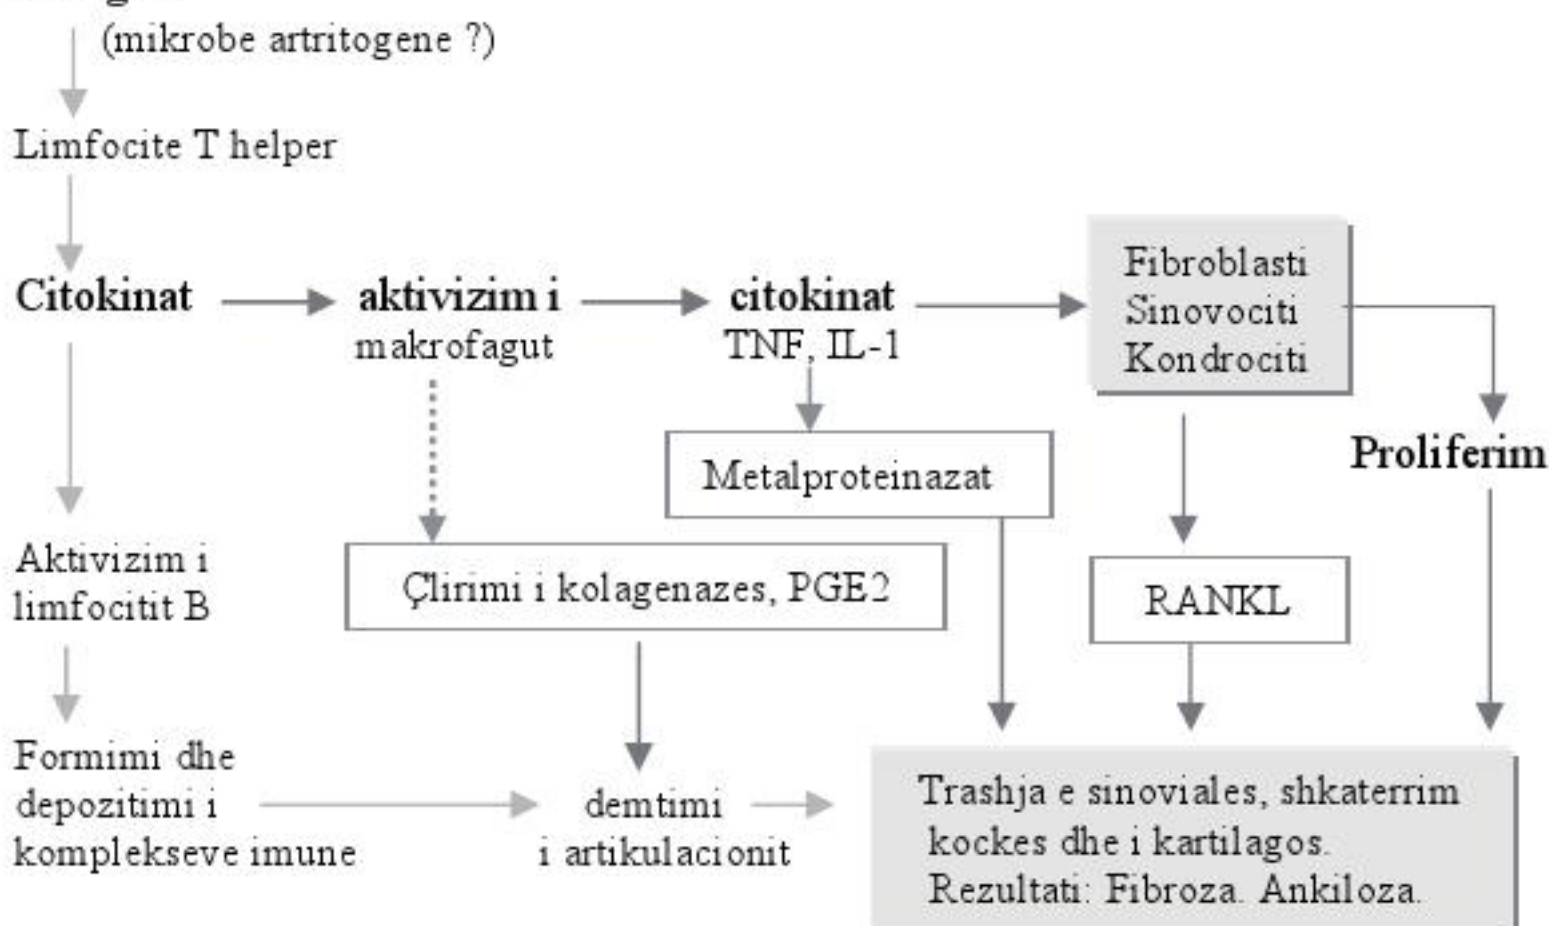 (mikrobe artritogene ?)
Limfocite T helper
Citokinat
aktivizim i
makrofagut
citokinat
TNF, IL-1
Fibroblasti
Sinovociti
Kondrociti
Proliferim
Metalproteinazat
Çlirimi i kolagenazes, PGE2
RANKL
Aktivizim i
limfocitit B
Formimi dhe
depozitimi i
komplekseve imune
demtimi
i artikulacionit
Trashja e sinoviales, shkaterrim
kockes dhe i kartilagos.
Rezultati: Fibroza. Ankiloza.